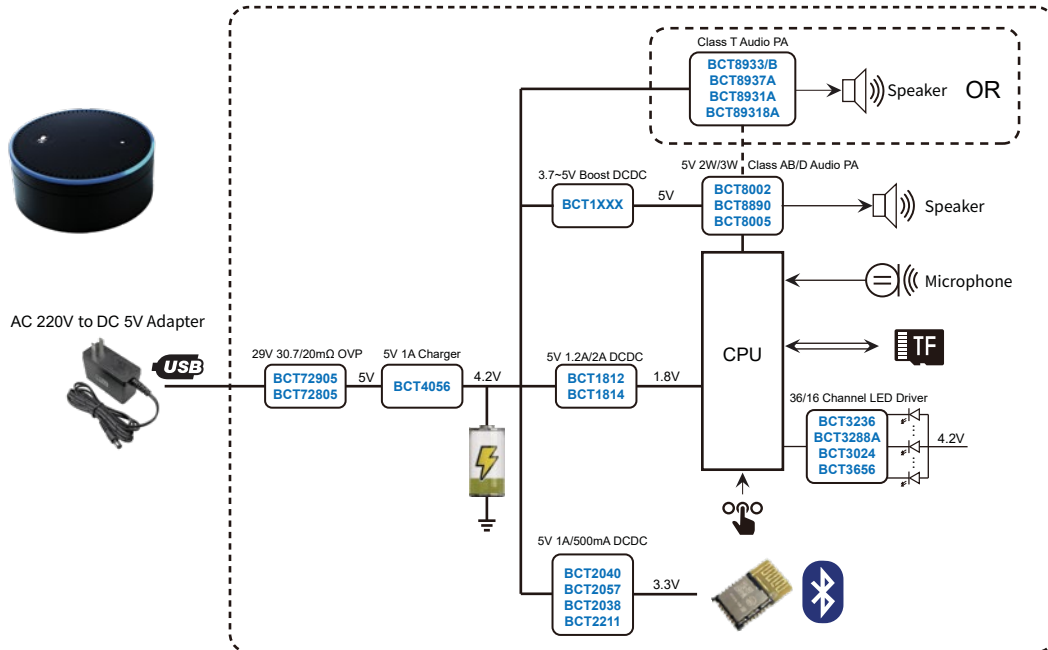 Class T Audio PA
BCT8933/B
BCT8937A
BCT8931A
BCT89318A
Speaker
OR
5V 2W/3W Class AB/D Audio PA
3.7~5V Boost DCDC
BCT1XXX
5V
BCT8002
BCT8890
BCT8005
Speaker
Microphone
AC 220V to DC 5V Adapter
USB
29V 30.7/20mΩ OVP
BCT72905
BCT72805
5V
5V 1A Charger
BCT4056
4.2V
5V 1.2A/2A DCDC
BCT1812
BCT1814
1.8V
CPU
TF
36/16 Channel LED Driver
BCT3236
BCT3288A
BCT3024
BCT3656
4.2V
5V 1A/500mA DCDC
BCT2040
BCT2057
BCT2038
BCT2211
3.3V